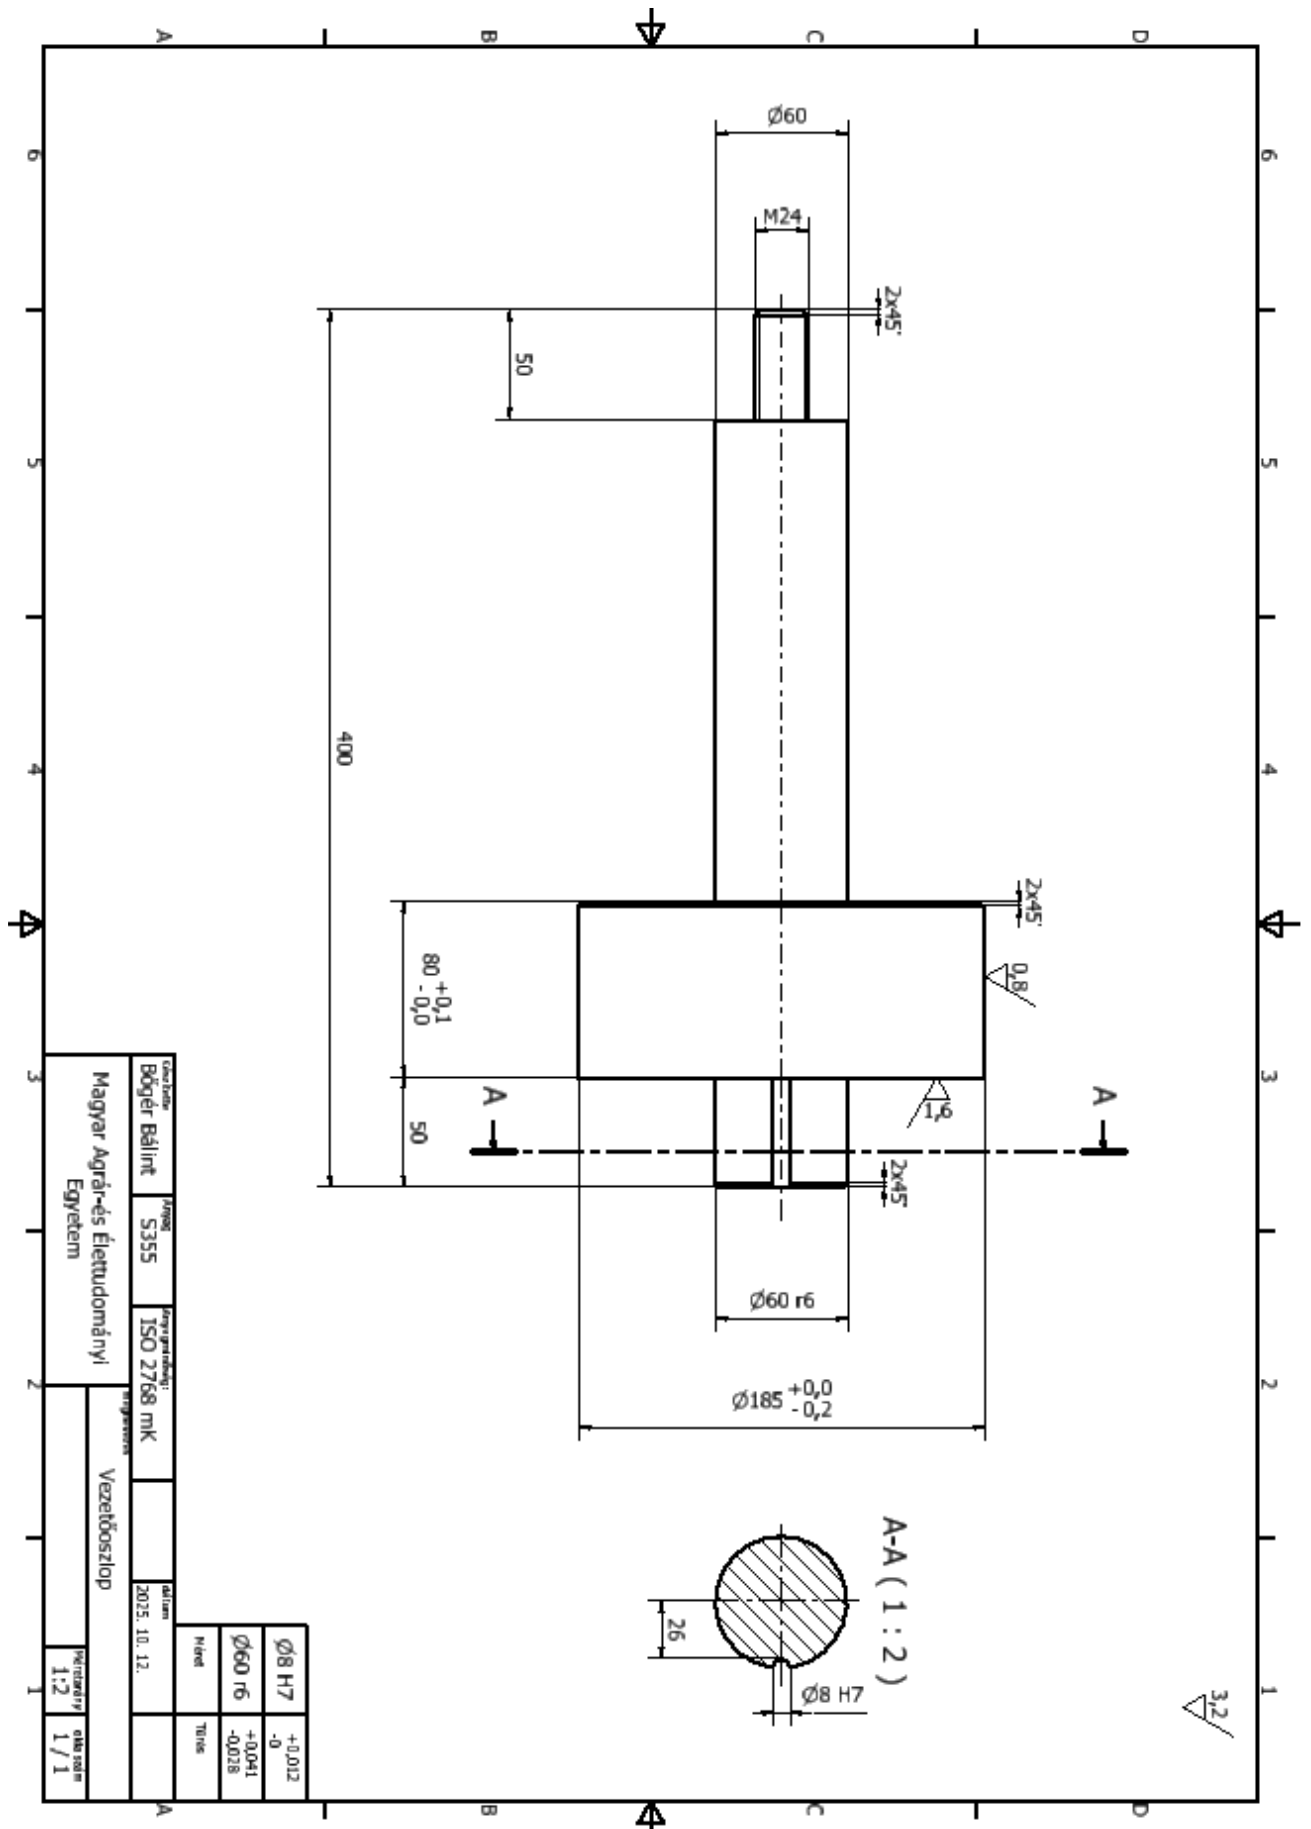 A
B
C
D
6
5
4
3
2
1
6
5
4
3
2
1
A
B
C
D
Ø60
M24
2x45°
50
400
2x45°
0,8
80 +0,1
-0,0
50
1,6
A
A
2x45°
Ø60 r6
Ø185 +0,0
-0,2
A-A ( 1 : 2 )
26
Ø8 H7
3,2
Ø8 H7
+0,012
-0
Ø60 r6
+0,041
-0,028
Méret
Tűrés
Bőgér Bálint
Anyag
S355
ISO 2768 mK
dátum
2025. 10. 12.
Magyar Agrár-és Élettudományi
Egyetem
Vezetőoszlop
Méretarány
1:2
1 / 1